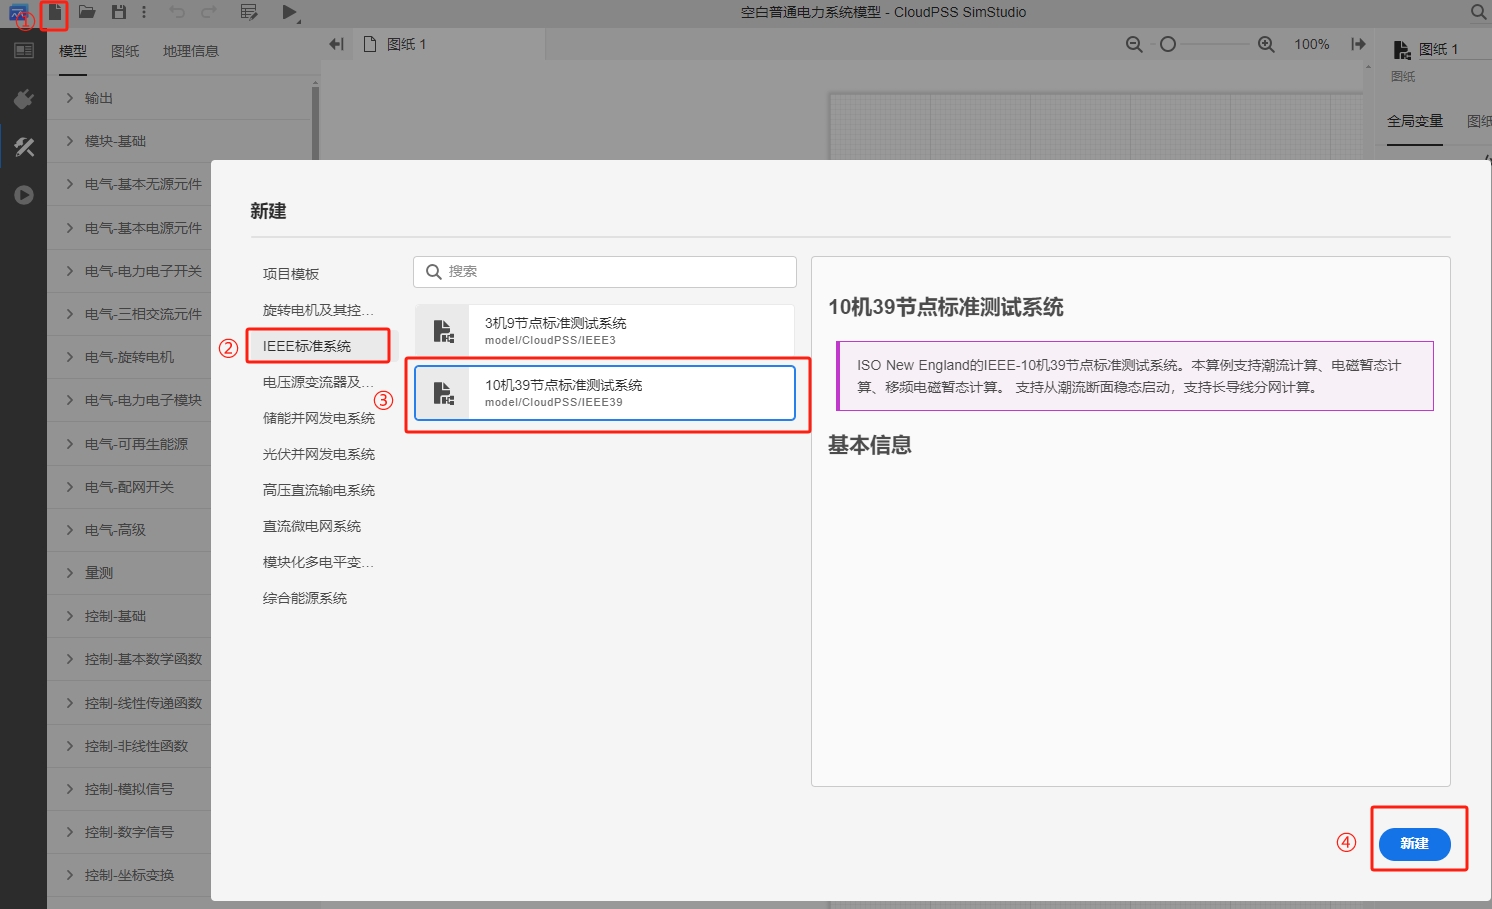 ①
空白普通电力系统模型 - CloudPSS SimStudio
模型
图纸
地理信息
图纸 1
100%
图纸 1
图纸
全局变量
图纸
输出
模块-基础
电气-基本无源元件
电气-基本电源元件
电气-电力电子开关
电气-三相交流元件
电气-旋转电机
电气-电力电子模块
电气-可再生能源
电气-配网开关
电气-高级
量测
控制-基础
控制-基本数学函数
控制-线性传递函数
控制-非线性函数
控制-模拟信号
控制-数字信号
控制-坐标变换
新建
项目模板
旋转电机及其控...
②
IEEE标准系统
电压源变流器及...
储能并网发电系统
光伏并网发电系统
高压直流输电系统
直流微电网系统
模块化多电平变...
综合能源系统
搜索
3机9节点标准测试系统
model/CloudPSS/IEEE3
③
10机39节点标准测试系统
model/CloudPSS/IEEE39
10机39节点标准测试系统
ISO New England的IEEE-10机39节点标准测试系统。本算例支持潮流计算、电磁暂态计
算、移频电磁暂态计算。 支持从潮流断面稳态启动，支持长导线分网计算。
基本信息
④
新建